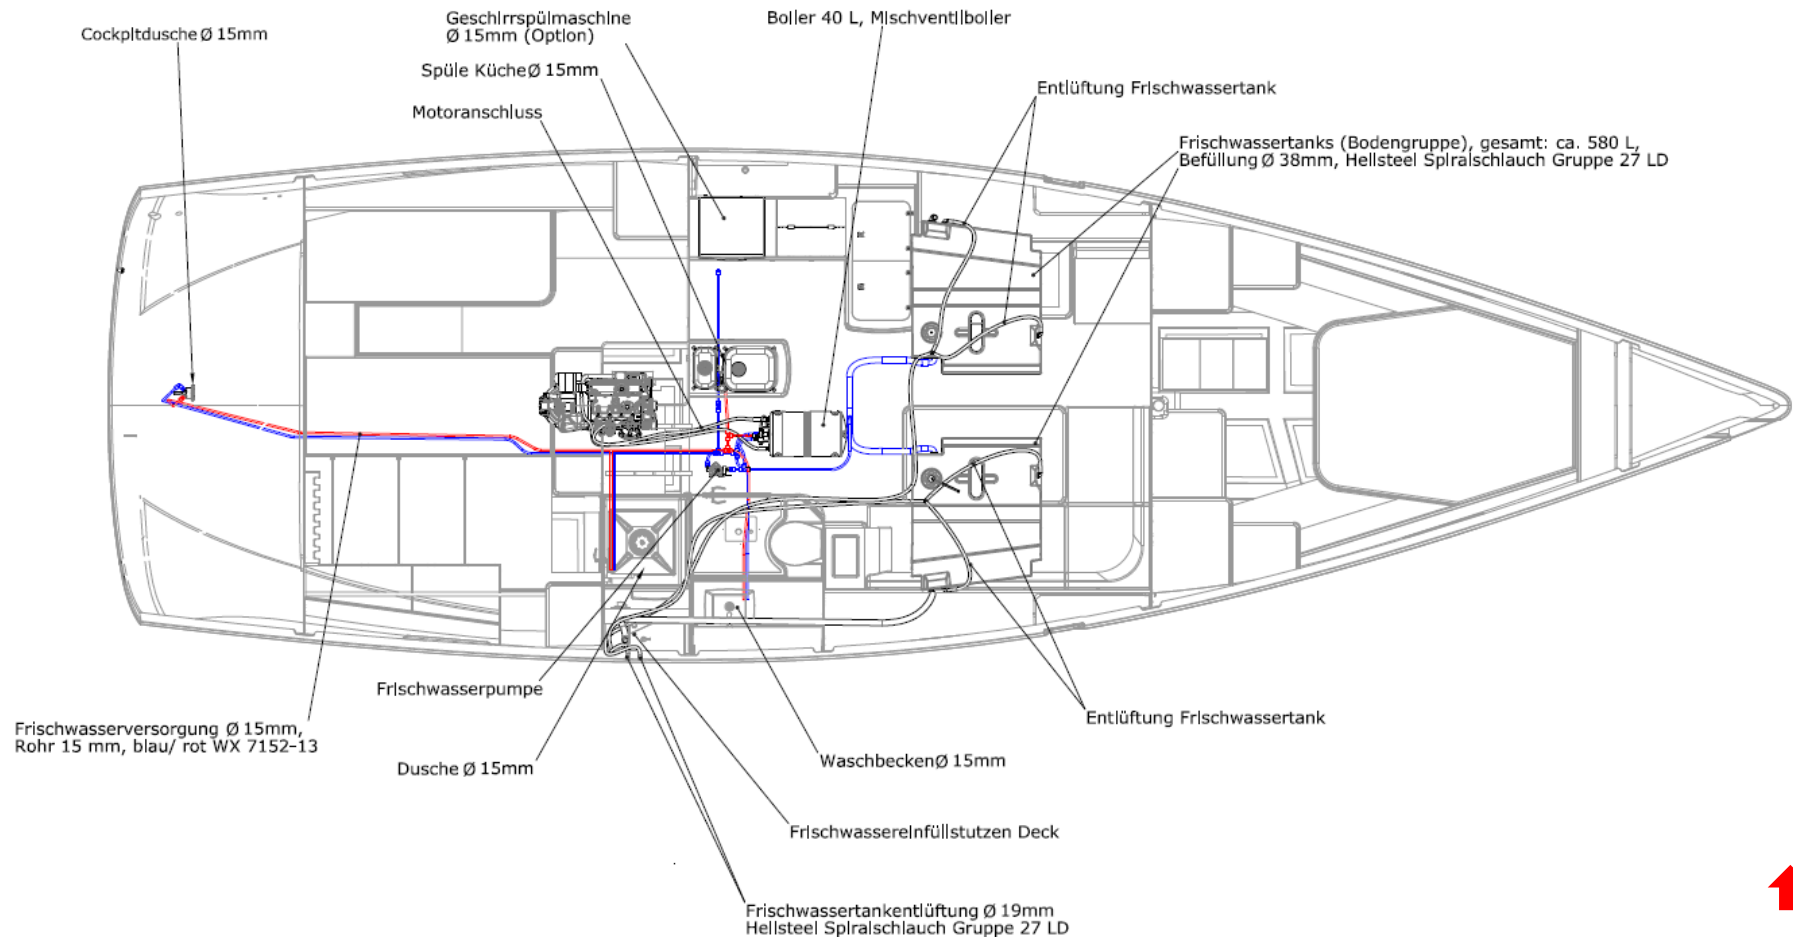 Geschirrspülmaschine
Ø 15mm (Option)
Boiler 40 L, Mischventilboiler
Cockpitdusche Ø 15mm
Spüle Küche Ø 15mm
Entlüftung Frischwassertank
Motoranschluss
Frischwassertanks (Bodengruppe), gesamt: ca. 580 L,
Befüllung Ø 38mm, Hellsteel Spiralschlauch Gruppe 27 LD
Frischwasserpumpe
Entlüftung Frischwassertank
Frischwasserversorgung Ø 15mm,
Rohr 15 mm, blau/ rot WX 7152-13
Dusche Ø 15mm
Waschbecken Ø 15mm
Frischwassereinfüllstutzen Deck
Frischwassertankentlüftung Ø 19mm
Hellsteel Spiralschlauch Gruppe 27 LD